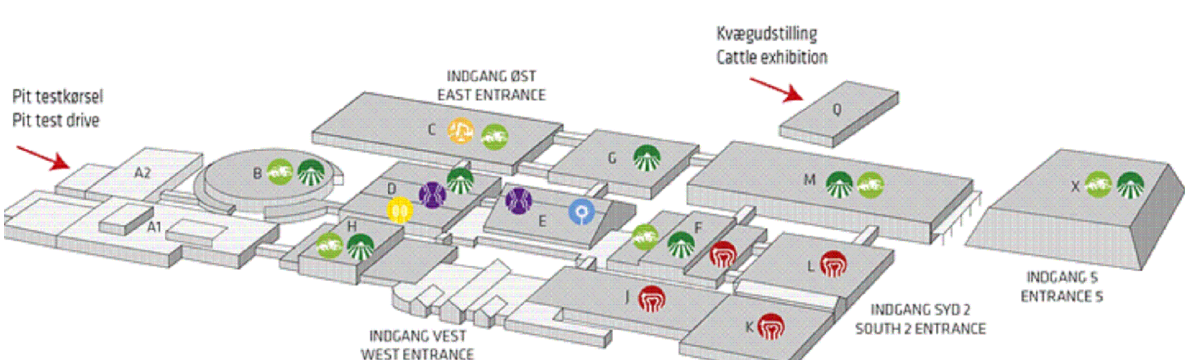 Kvægudstilling
Cattle exhibition
INDGANG ØST
EAST ENTRANCE
Pit testkørsel
Pit test drive
Q
C
G
A2
B
D
M
X
E
A1
H
F
L
J
K
INDGANG 5
ENTRANCE 5
INDGANG SYD 2
SOUTH 2 ENTRANCE
INDGANG VEST
WEST ENTRANCE